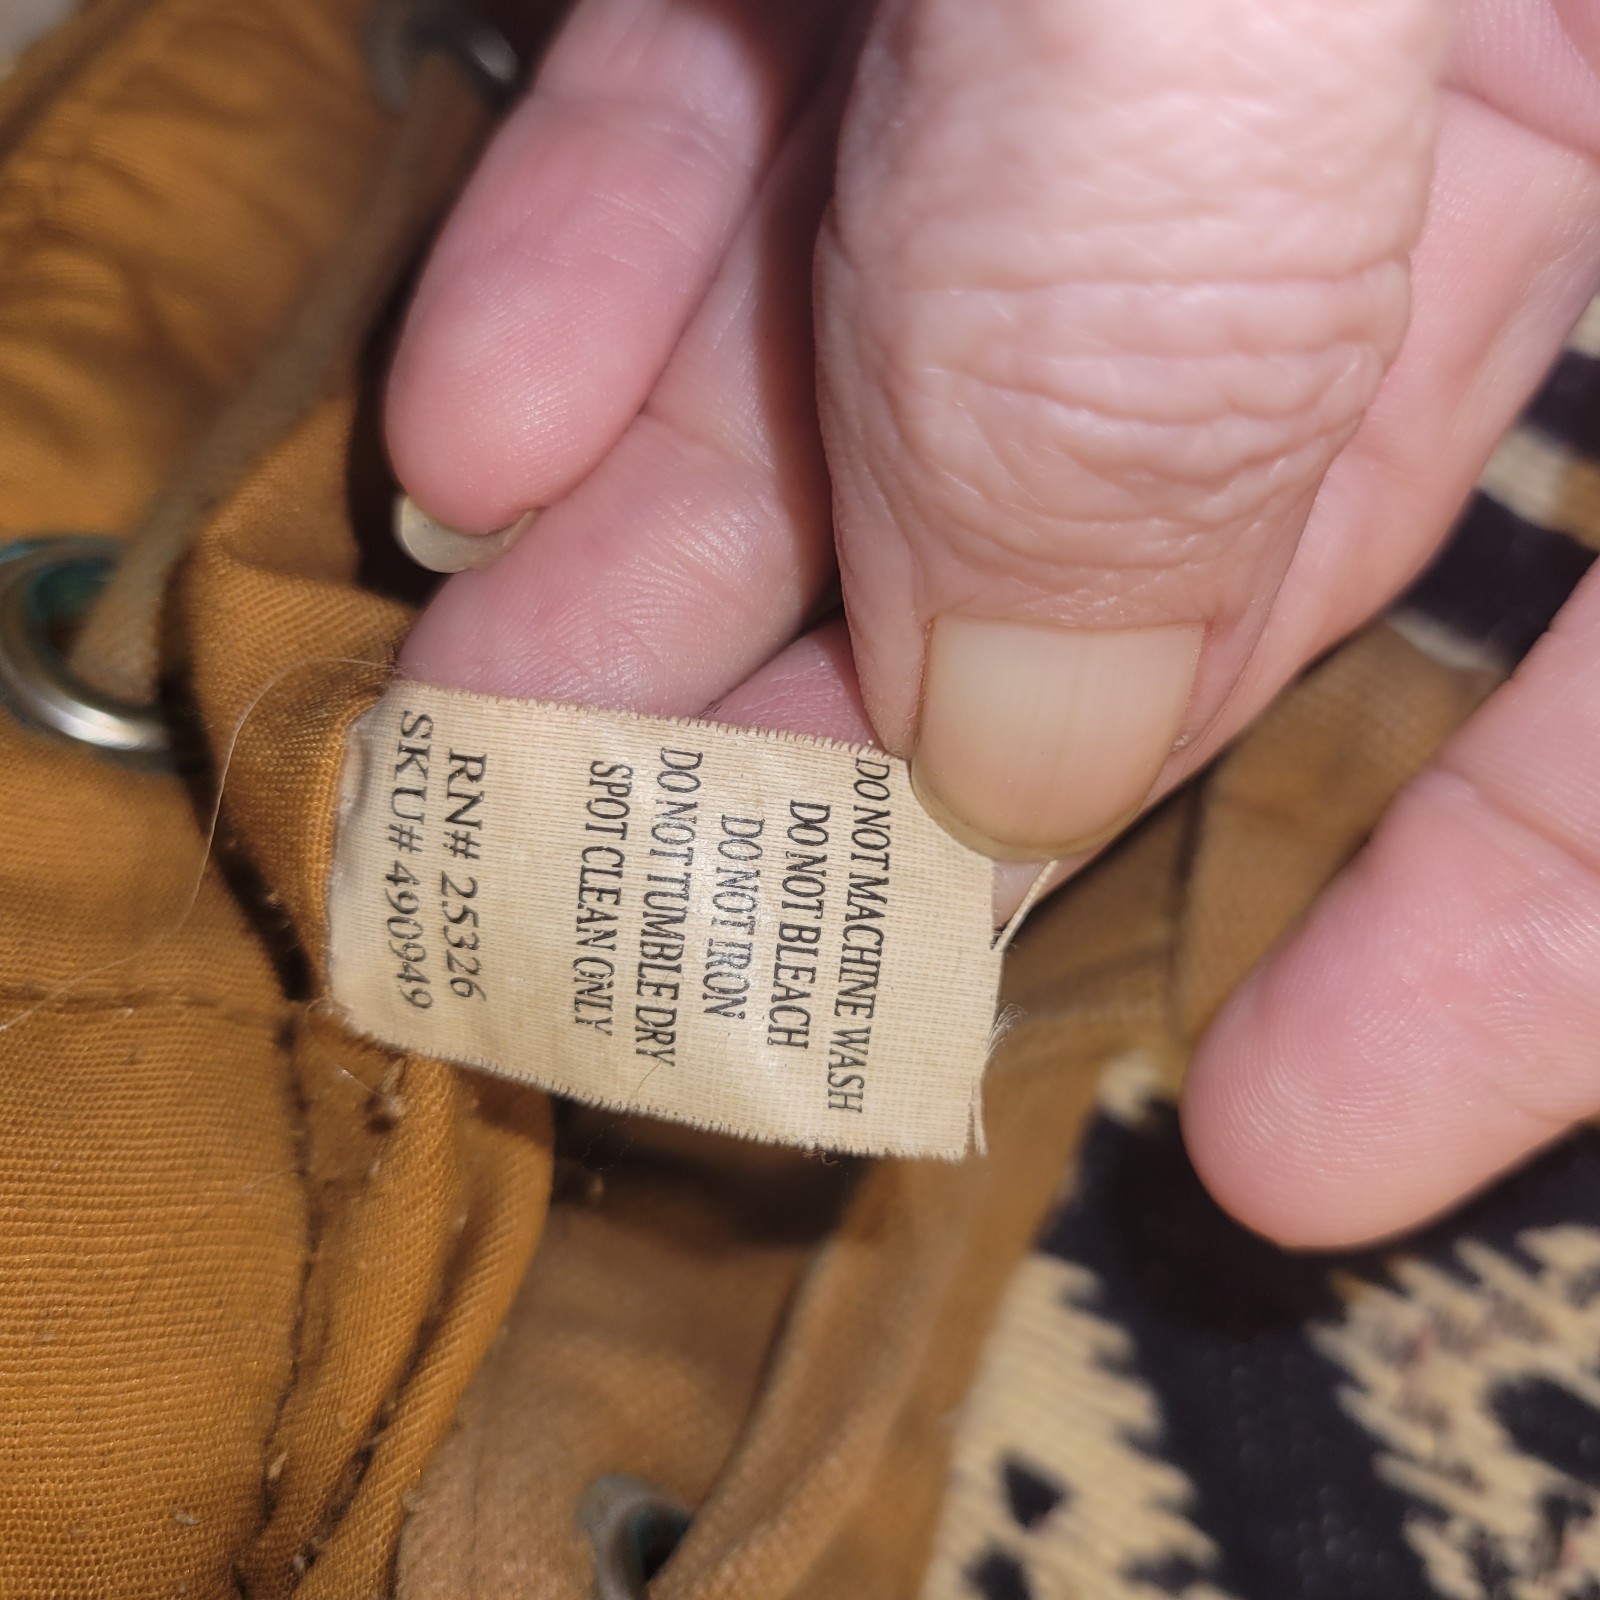 DO NOT MACHINE WASH
DO NOT BLEACH
DO NOT IRON
DO NOT TUMBLE DRY
SPOT CLEAN ONLY
RN# 25326
SKU# 490949